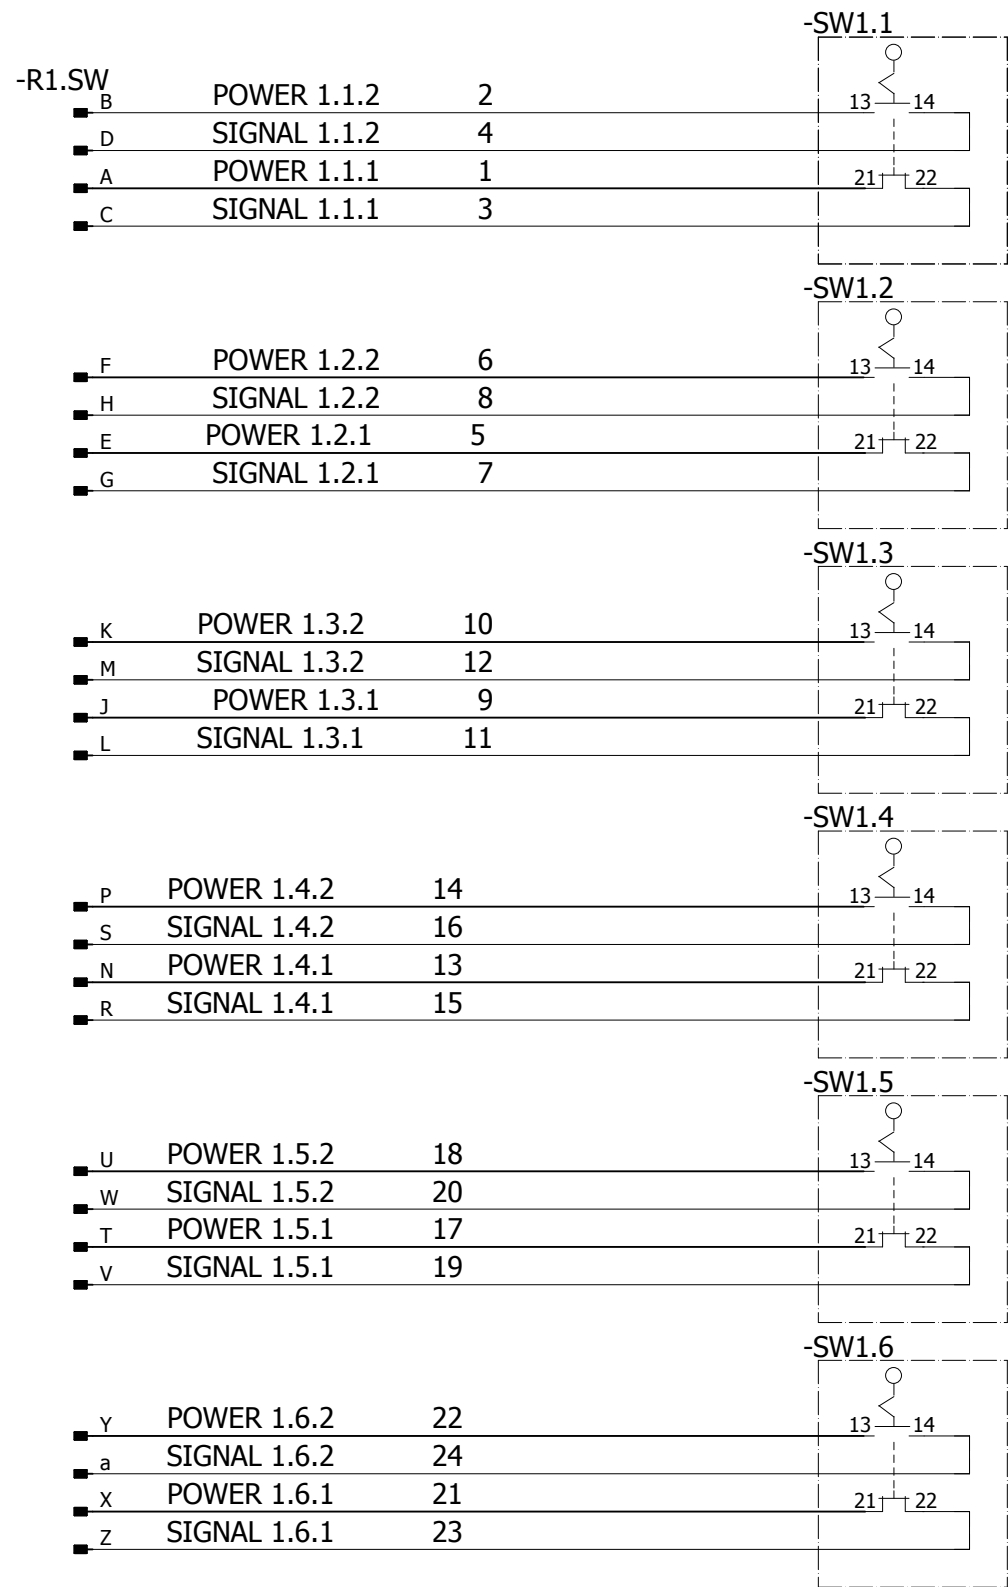 -SW1.1
-R1.SW
B POWER 1.1.2 2 13 14
D SIGNAL 1.1.2 4
A POWER 1.1.1 1 21 22
C SIGNAL 1.1.1 3
-SW1.2
F POWER 1.2.2 6 13 14
H SIGNAL 1.2.2 8
E POWER 1.2.1 5 21 22
G SIGNAL 1.2.1 7
-SW1.3
K POWER 1.3.2 10 13 14
M SIGNAL 1.3.2 12
J POWER 1.3.1 9 21 22
L SIGNAL 1.3.1 11
-SW1.4
P POWER 1.4.2 14 13 14
S SIGNAL 1.4.2 16
N POWER 1.4.1 13 21 22
R SIGNAL 1.4.1 15
-SW1.5
U POWER 1.5.2 18 13 14
W SIGNAL 1.5.2 20
T POWER 1.5.1 17 21 22
V SIGNAL 1.5.1 19
-SW1.6
Y POWER 1.6.2 22 13 14
a SIGNAL 1.6.2 24
X POWER 1.6.1 21 21 22
Z SIGNAL 1.6.1 23